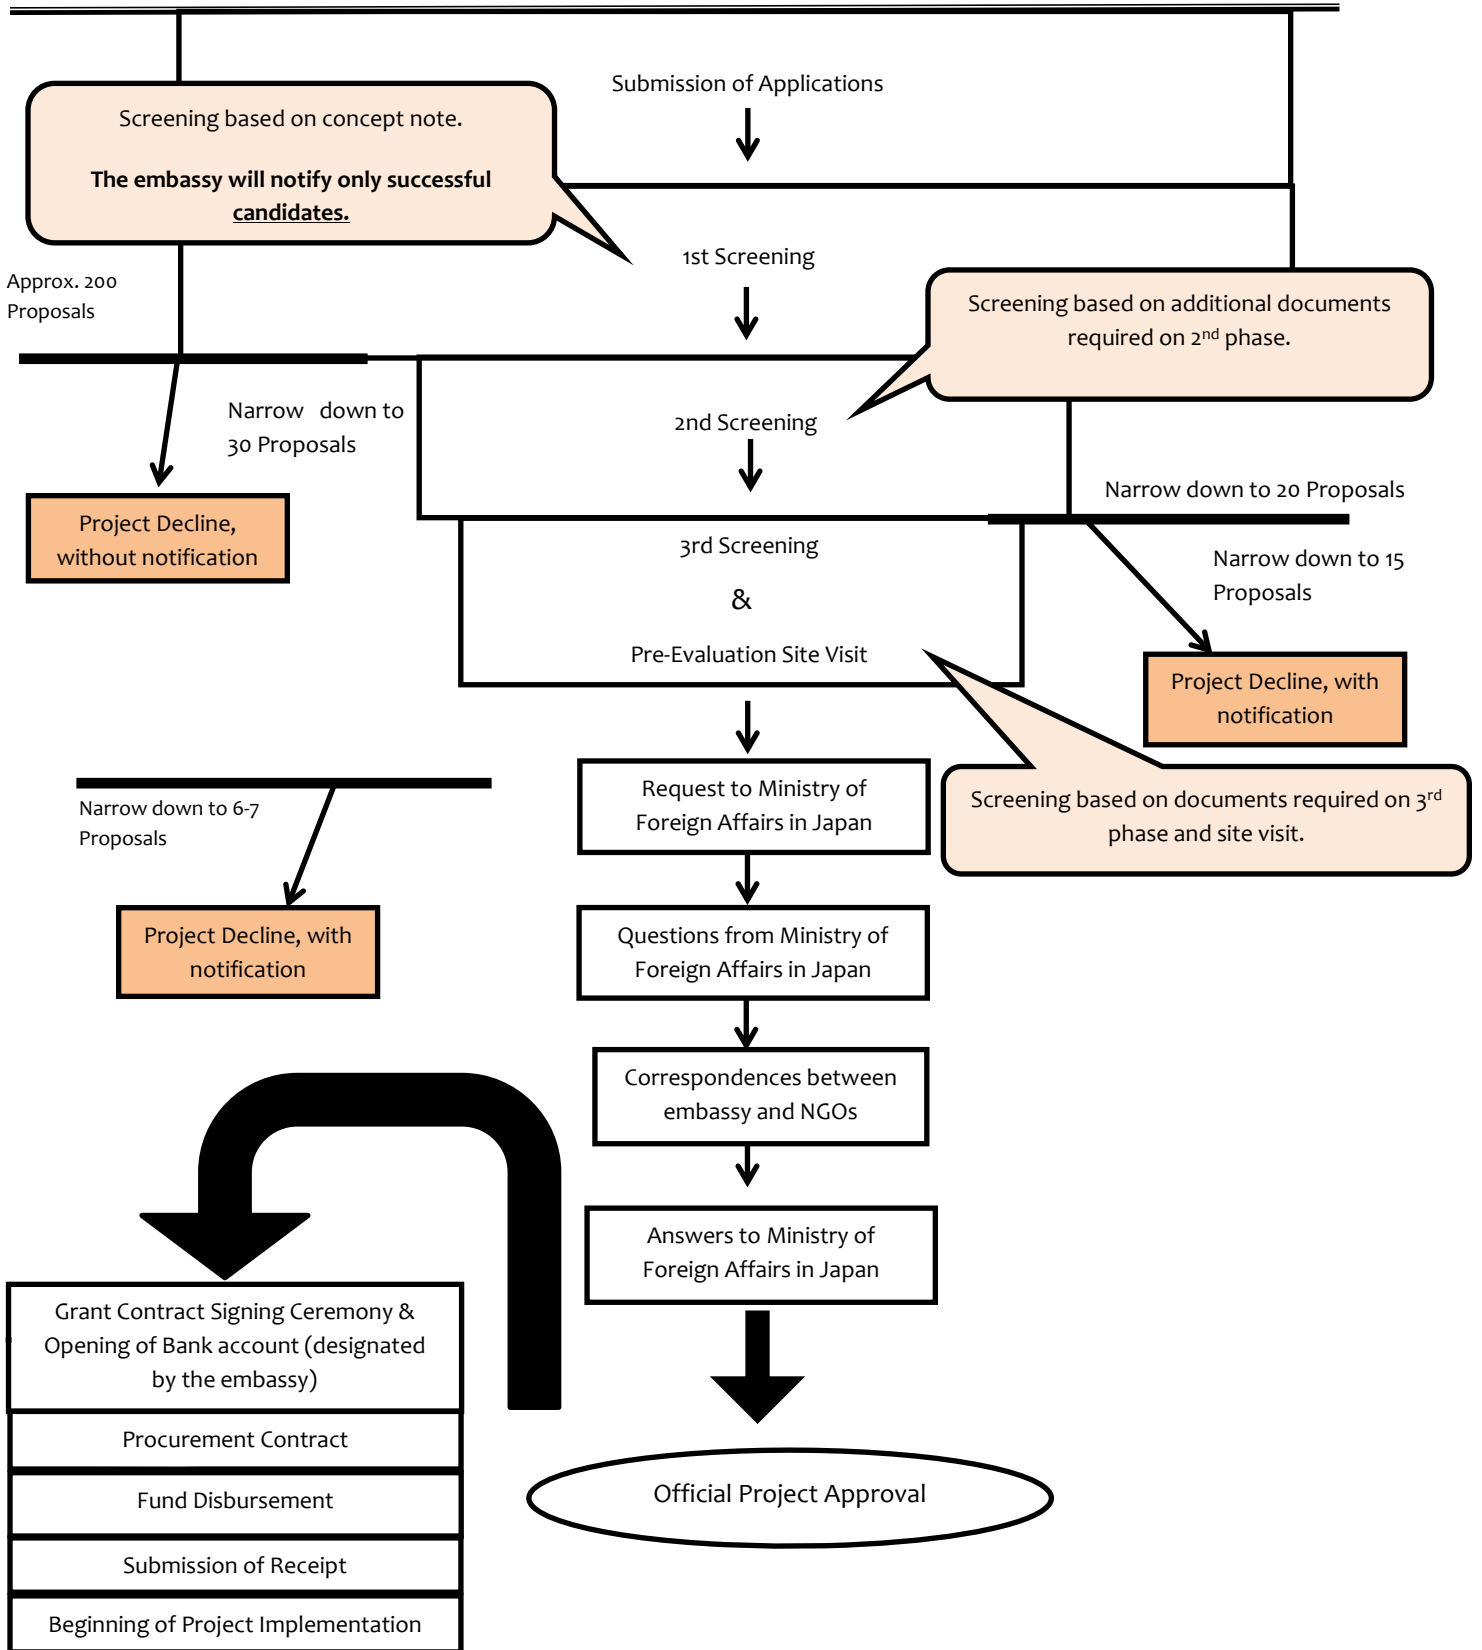 Submission of Applications
Screening based on concept note.
The embassy will notify only successful
candidates.
1st Screening
Approx. 200
Proposals
Screening based on additional documents
required on 2nd phase.
Narrow down to
30 Proposals
2nd Screening
Narrow down to 20 Proposals
Project Decline,
without notification
3rd Screening
&
Pre-Evaluation Site Visit
Narrow down to 15
Proposals
Project Decline, with
notification
Request to Ministry of
Foreign Affairs in Japan
Screening based on documents required on 3rd
phase and site visit.
Narrow down to 6-7
Proposals
Project Decline, with
notification
Questions from Ministry of
Foreign Affairs in Japan
Correspondences between
embassy and NGOs
Answers to Ministry of
Foreign Affairs in Japan
Official Project Approval
Grant Contract Signing Ceremony &
Opening of Bank account (designated
by the embassy)
Procurement Contract
Fund Disbursement
Submission of Receipt
Beginning of Project Implementation